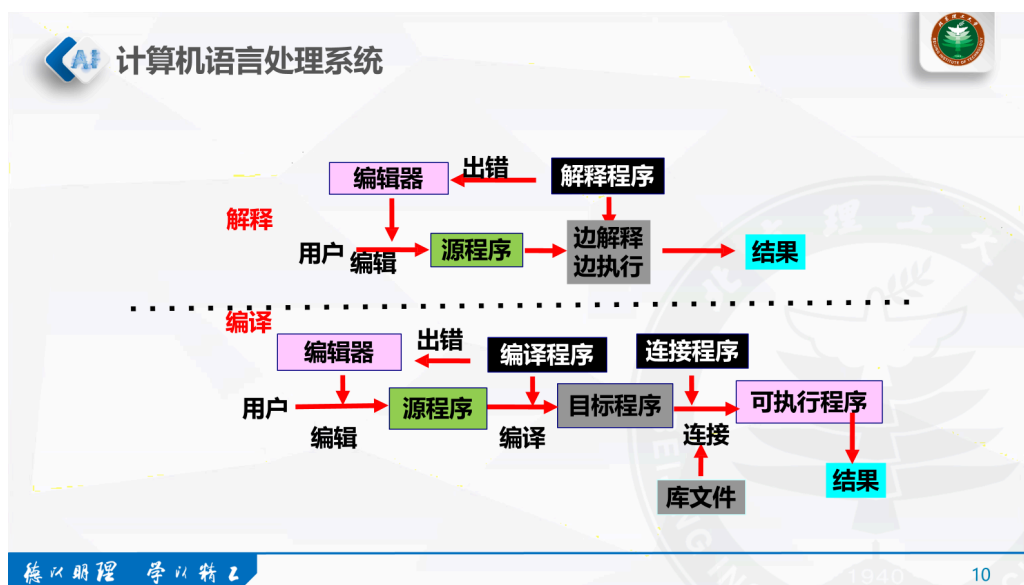 AI 计算机语言处理系统
编辑器
出错
解释程序
解释
用户
编辑
源程序
边解释
边执行
结果
编译
编辑器
出错
编译程序
连接程序
用户
编辑
源程序
编译
目标程序
连接
可执行程序
库文件
结果
德以明理 学以精工
1940
10